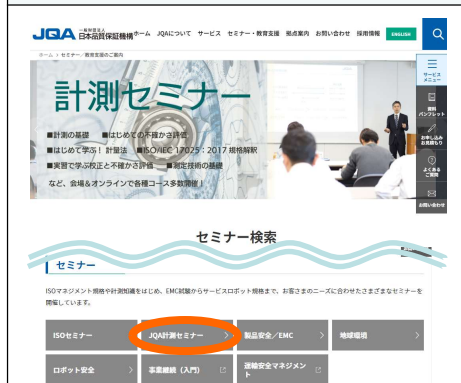 JQA 一般財団法人 日本品質保証機構
ホーム JQAについて サービス セミナー・教育支援 拠点案内 お問い合わせ 採用情報 ENGLISH
ホーム > セミナー/教育支援のご案内
サービス
メニュー
資料
パンフレット
お申し込み
お見積もり
よくある
ご質問
お問い合わせ
計測セミナー
■計測の基礎 ■はじめての不確かさ評価
■はじめて学ぶ! 計量法 ■ISO/IEC 17025:2017 規格解釈
■実習で学ぶ校正と不確かさ評価 ■測定技術の基礎
など、会場&オンラインで各種コース多数開催!
セミナー検索
セミナー
ISOマネジメント規格や計測知識をはじめ、EMC試験からサービスロボット規格まで、お客さまのニーズに合わせたさまざまなセミナーを
開催しています。
ISOセミナー JQA計測セミナー 製品安全/EMC 地球環境
ロボット安全 事業継続(入門) 運輸安全マネジメン
ト